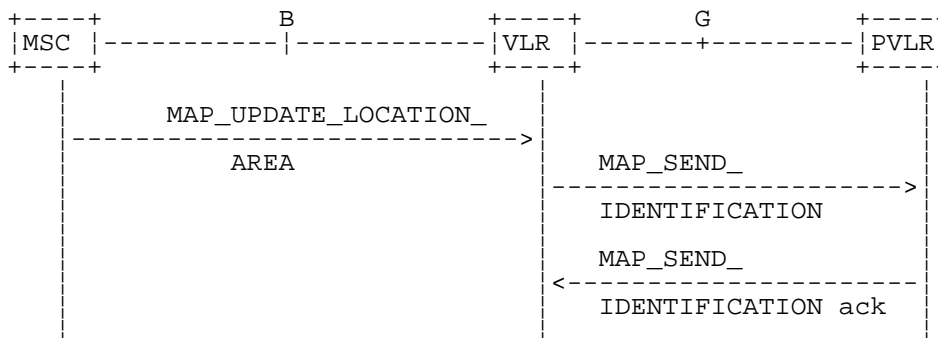 B G
MSC VLR PVLR
MAP_UPDATE_LOCATION_
AREA MAP_SEND_
IDENTIFICATION
MAP_SEND_
IDENTIFICATION ack